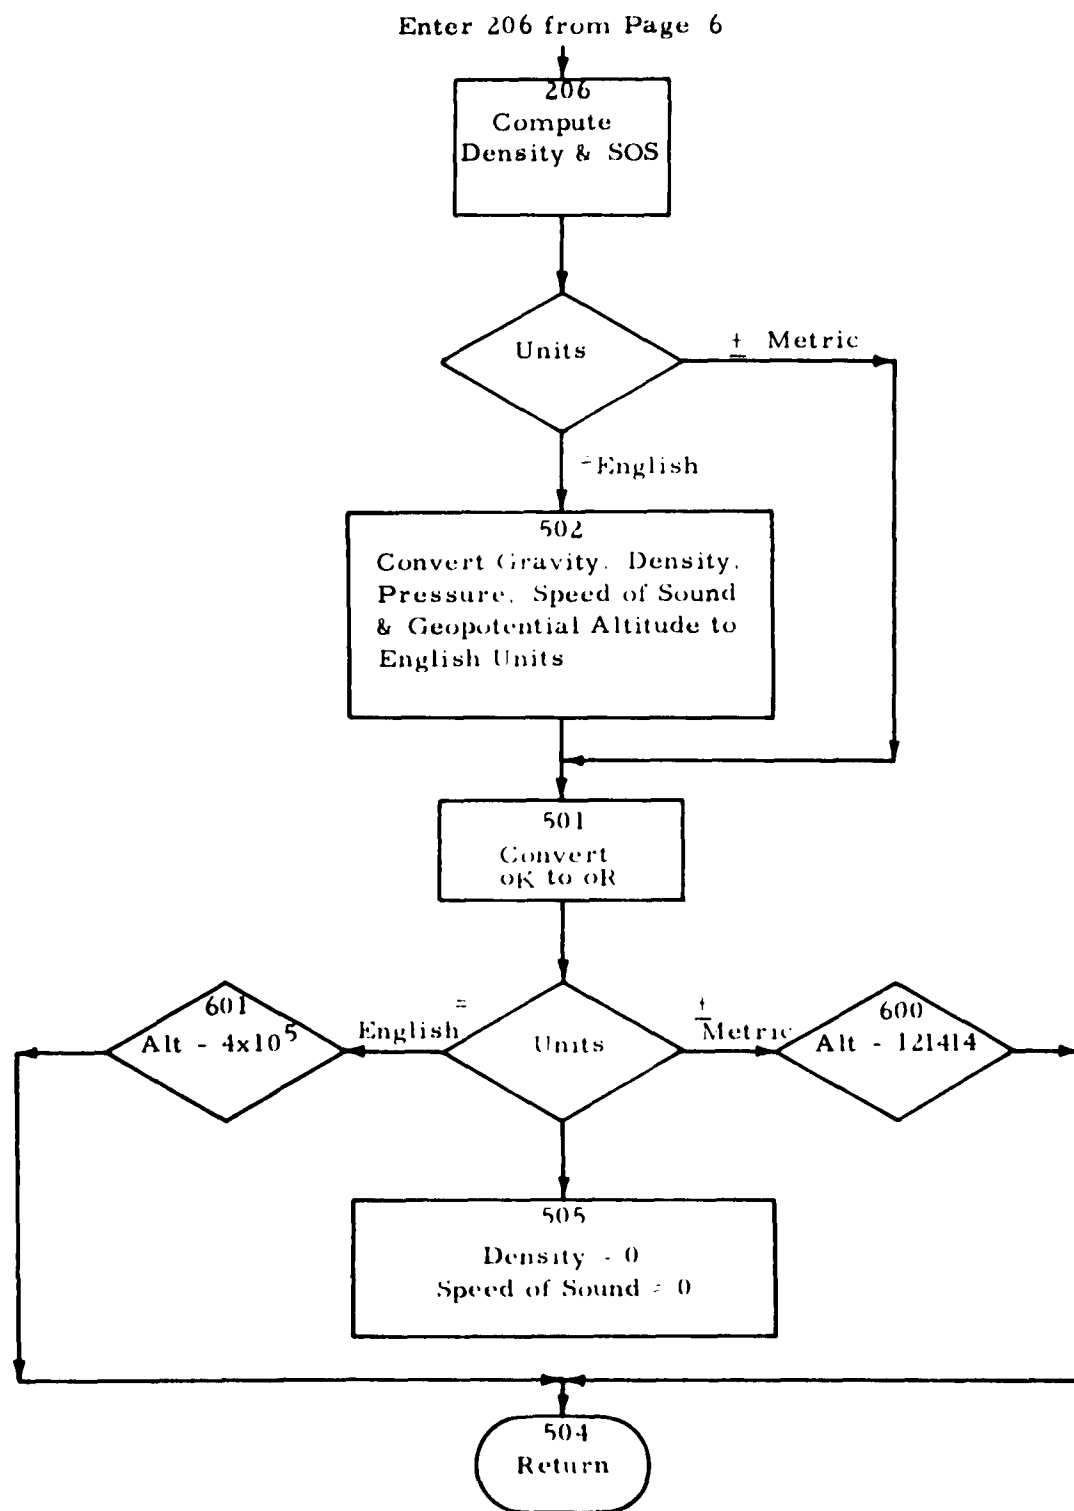 Enter 206 from Page 6
206
Compute
Density & SOS
Units
+ Metric
=English
502
Convert Gravity, Density,
Pressure, Speed of Sound
& Geopotential Altitude to
English Units
501
Convert
oK to oR
601
Alt - 4x10⁵
=
English
Units
+
Metric
600
Alt - 121414
505
Density - 0
Speed of Sound = 0
504
Return